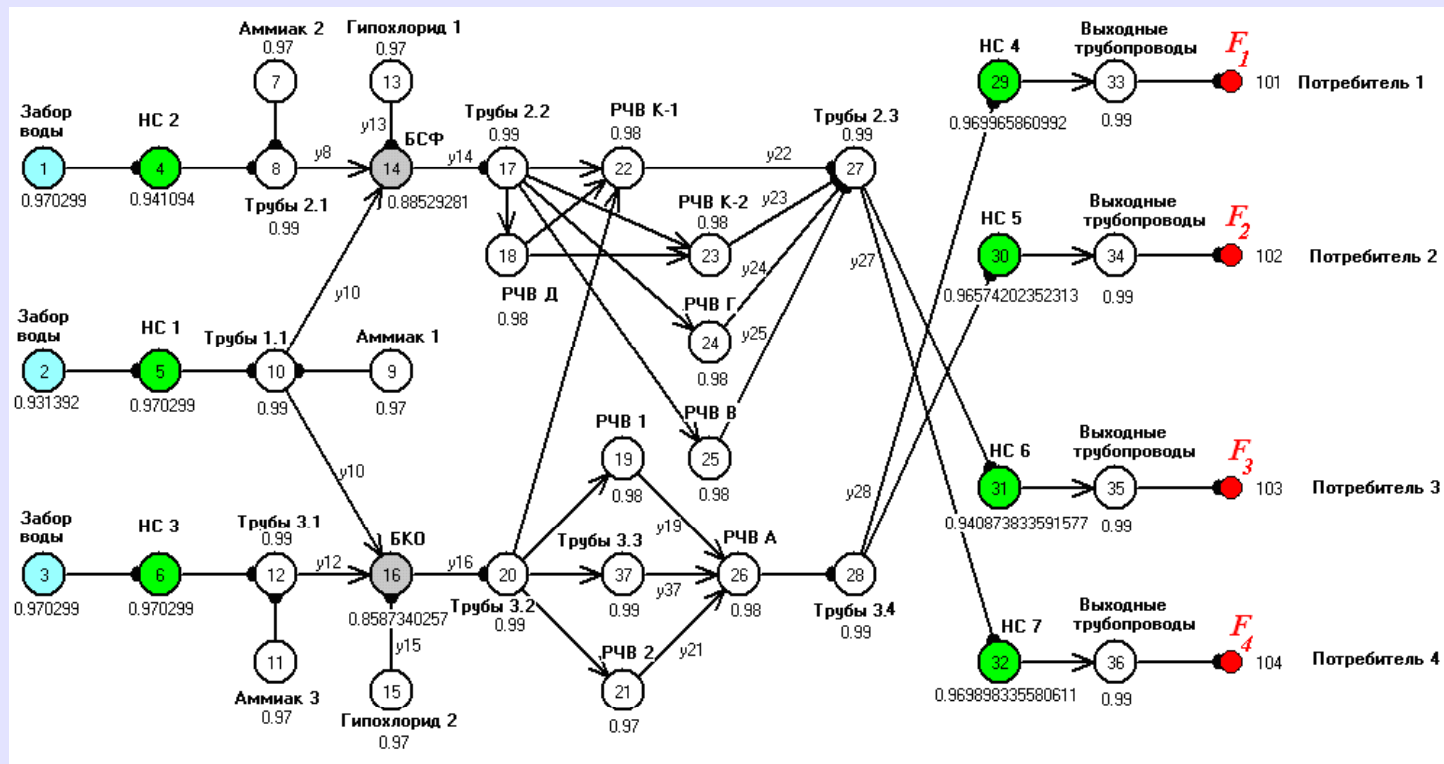 Аммиак 2
0.97
7
Гипохлорид 1
0.97
13
Забор
воды
1
0.970299
НС 2
4
0.941094
8
Трубы 2.1
0.99
y8
y13
БСФ
14
0.88529281
y14
Трубы 2.2
0.99
17
РЧВ К-1
0.98
22
y22
Трубы 2.3
0.99
27
18
РЧВ Д
0.98
РЧВ К-2
0.98
23
y23
y24
РЧВ Г
24
0.98
y25
РЧВ В
25
0.98
y27
y10
Забор
воды
2
0.931392
НС 1
5
0.970299
Трубы 1.1
10
0.99
Аммиак 1
9
0.97
y10
Забор
воды
3
0.970299
НС 3
6
0.970299
Трубы 3.1
0.99
12
y12
11
Аммиак 3
0.97
БКО
16
0.8587340257
y15
15
Гипохлорид 2
0.97
y16
20
Трубы 3.2
0.99
РЧВ 1
19
0.98
y19
Трубы 3.3
37
0.99
y37
РЧВ 2
21
0.97
y21
РЧВ А
26
0.98
28
Трубы 3.4
0.99
y28
НС 4
29
0.969965860992
Выходные
трубопроводы
33
0.99
F1
101
Потребитель 1
НС 5
30
0.96574202352313
Выходные
трубопроводы
34
0.99
F2
102
Потребитель 2
НС 6
31
0.940873833591577
Выходные
трубопроводы
35
0.99
F3
103
Потребитель 3
НС 7
32
0.969898335580611
Выходные
трубопроводы
36
0.99
F4
104
Потребитель 4